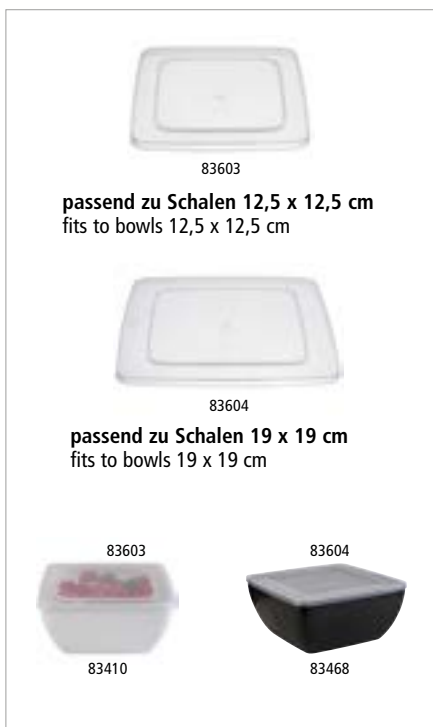 83603
passend zu Schalen 12,5 x 12,5 cm
fits to bowls 12,5 x 12,5 cm
83604
passend zu Schalen 19 x 19 cm
fits to bowls 19 x 19 cm
83603
83604
83410
83468